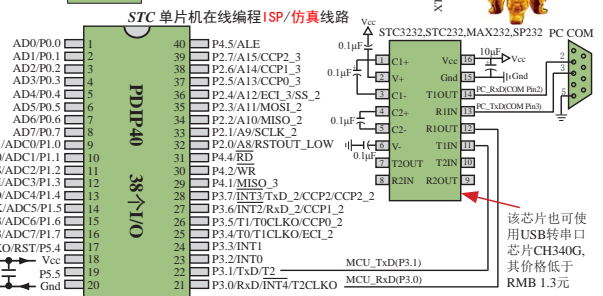 STC 单片机在线编程ISP/仿真线路
AD0/P0.0 1
AD1/P0.1 2
AD2/P0.2 3
AD3/P0.3 4
AD4/P0.4 5
AD5/P0.5 6
AD6/P0.6 7
AD7/P0.7 8
/ADC0/P1.0 9
/ADC1/P1.1 10
/ADC2/P1.2 11
/ADC3/P1.3 12
/ADC4/P1.4 13
/ADC5/P1.5 14
/ADC6/P1.6 15
/ADC7/P1.7 16
KO/RST/P5.4 17
Vcc 18
P5.5 19
Gnd 20
PDIP40 38个I/O
40 P4.5/ALE
39 P2.7/A15/CCP2_3
38 P2.6/A14/CCP1_3
37 P2.5/A13/CCP0_3
36 P2.4/A12/ECI_3/SS_2
35 P2.3/A11/MOSI_2
34 P2.2/A10/MISO_2
33 P2.1/A9/SCLK_2
32 P2.0/A8/RSTOUT_LOW
31 P4.4/RD
30 P4.2/WR
29 P4.1/MISO_3
28 P3.7/INT3/TxD_2/CCP2/CCP2_2
27 P3.6/INT2/RxD_2/CCP1_2
26 P3.5/T1/T0CLKO/CCP0_2
25 P3.4/T0/T1CLKO/ECI_2
24 P3.3/INT1
23 P3.2/INT0
22 P3.1/TxD/T2
21 P3.0/RxD/INT4/T2CLKO
MCU_TxD(P3.1)
MCU_RxD(P3.0)
LX
Vcc
STC3232,STC232,MAX232,SP232
PC COM
0.1μF
0.1μF
0.1μF
0.1μF
10μF
Vcc
Gnd
1 C1+ Vcc 16
2 V+ Gnd 15
3 C1- T1OUT 14
4 C2+ R1IN 13
5 C2- R1OUT 12
6 V- T1IN 11
7 T2OUT T2IN 10
8 R2IN R2OUT 9
PC_RxD(COM Pin2)
PC_TxD(COM Pin3)
2
3
5
该芯片也可使
用USB转串口
芯片CH340G,
其价格低于
RMB 1.3元